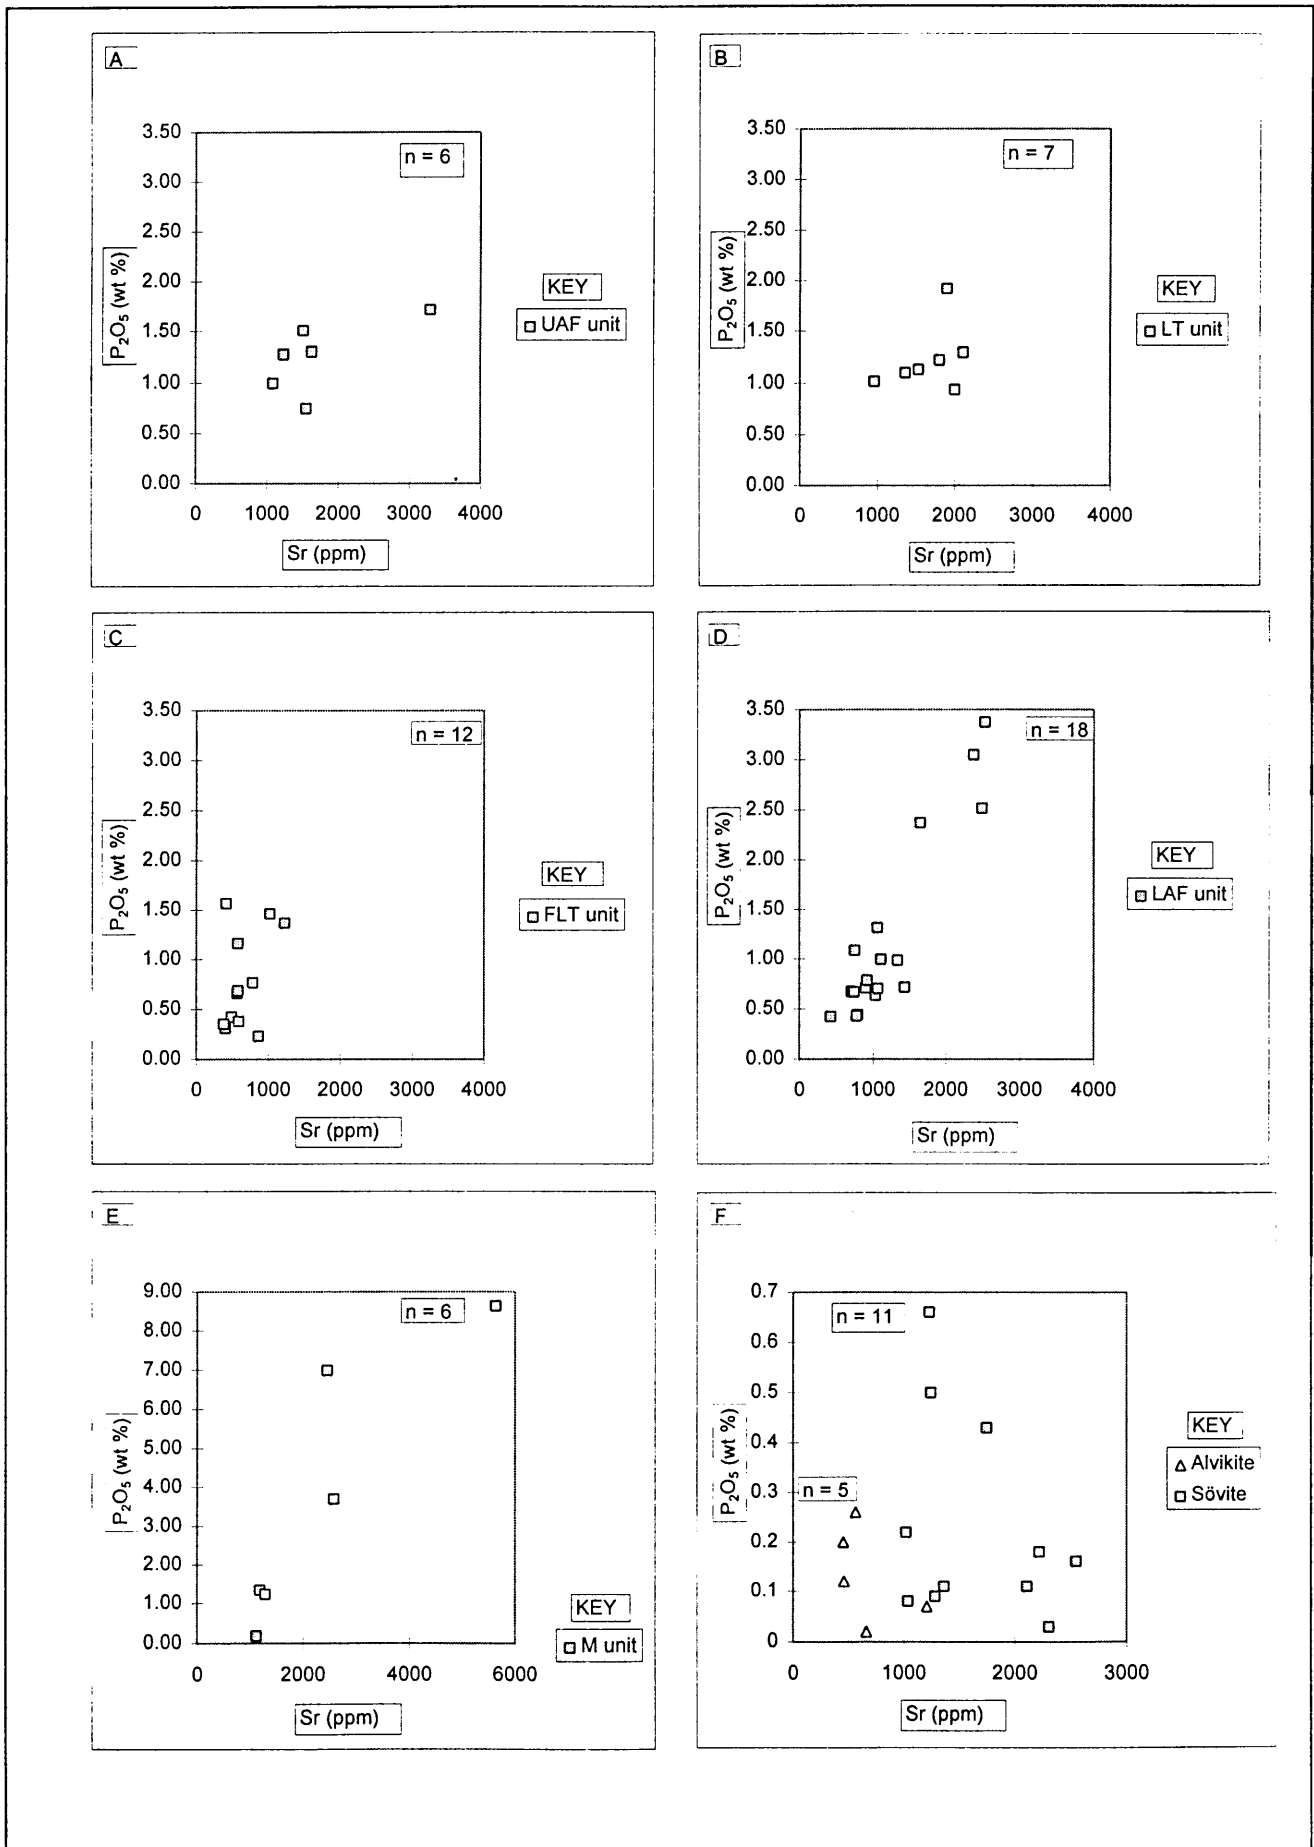 A
n = 6
3.50
3.00
2.50
2.00
1.50
1.00
0.50
0.00
P₂O₅ (wt %)
0 1000 2000 3000 4000
Sr (ppm)
KEY
UAF unit
B
n = 7
3.50
3.00
2.50
2.00
1.50
1.00
0.50
0.00
P₂O₅ (wt %)
0 1000 2000 3000 4000
Sr (ppm)
KEY
LT unit
C
n = 12
3.50
3.00
2.50
2.00
1.50
1.00
0.50
0.00
P₂O₅ (wt %)
0 1000 2000 3000 4000
Sr (ppm)
KEY
FLT unit
D
n = 18
3.50
3.00
2.50
2.00
1.50
1.00
0.50
0.00
P₂O₅ (wt %)
0 1000 2000 3000 4000
Sr (ppm)
KEY
LAF unit
E
n = 6
9.00
8.00
7.00
6.00
5.00
4.00
3.00
2.00
1.00
0.00
P₂O₅ (wt %)
0 2000 4000 6000
Sr (ppm)
KEY
M unit
F
n = 11
n = 5
0.7
0.6
0.5
0.4
0.3
0.2
0.1
0
P₂O₅ (wt %)
0 1000 2000 3000
Sr (ppm)
KEY
Alvikite
Sövite